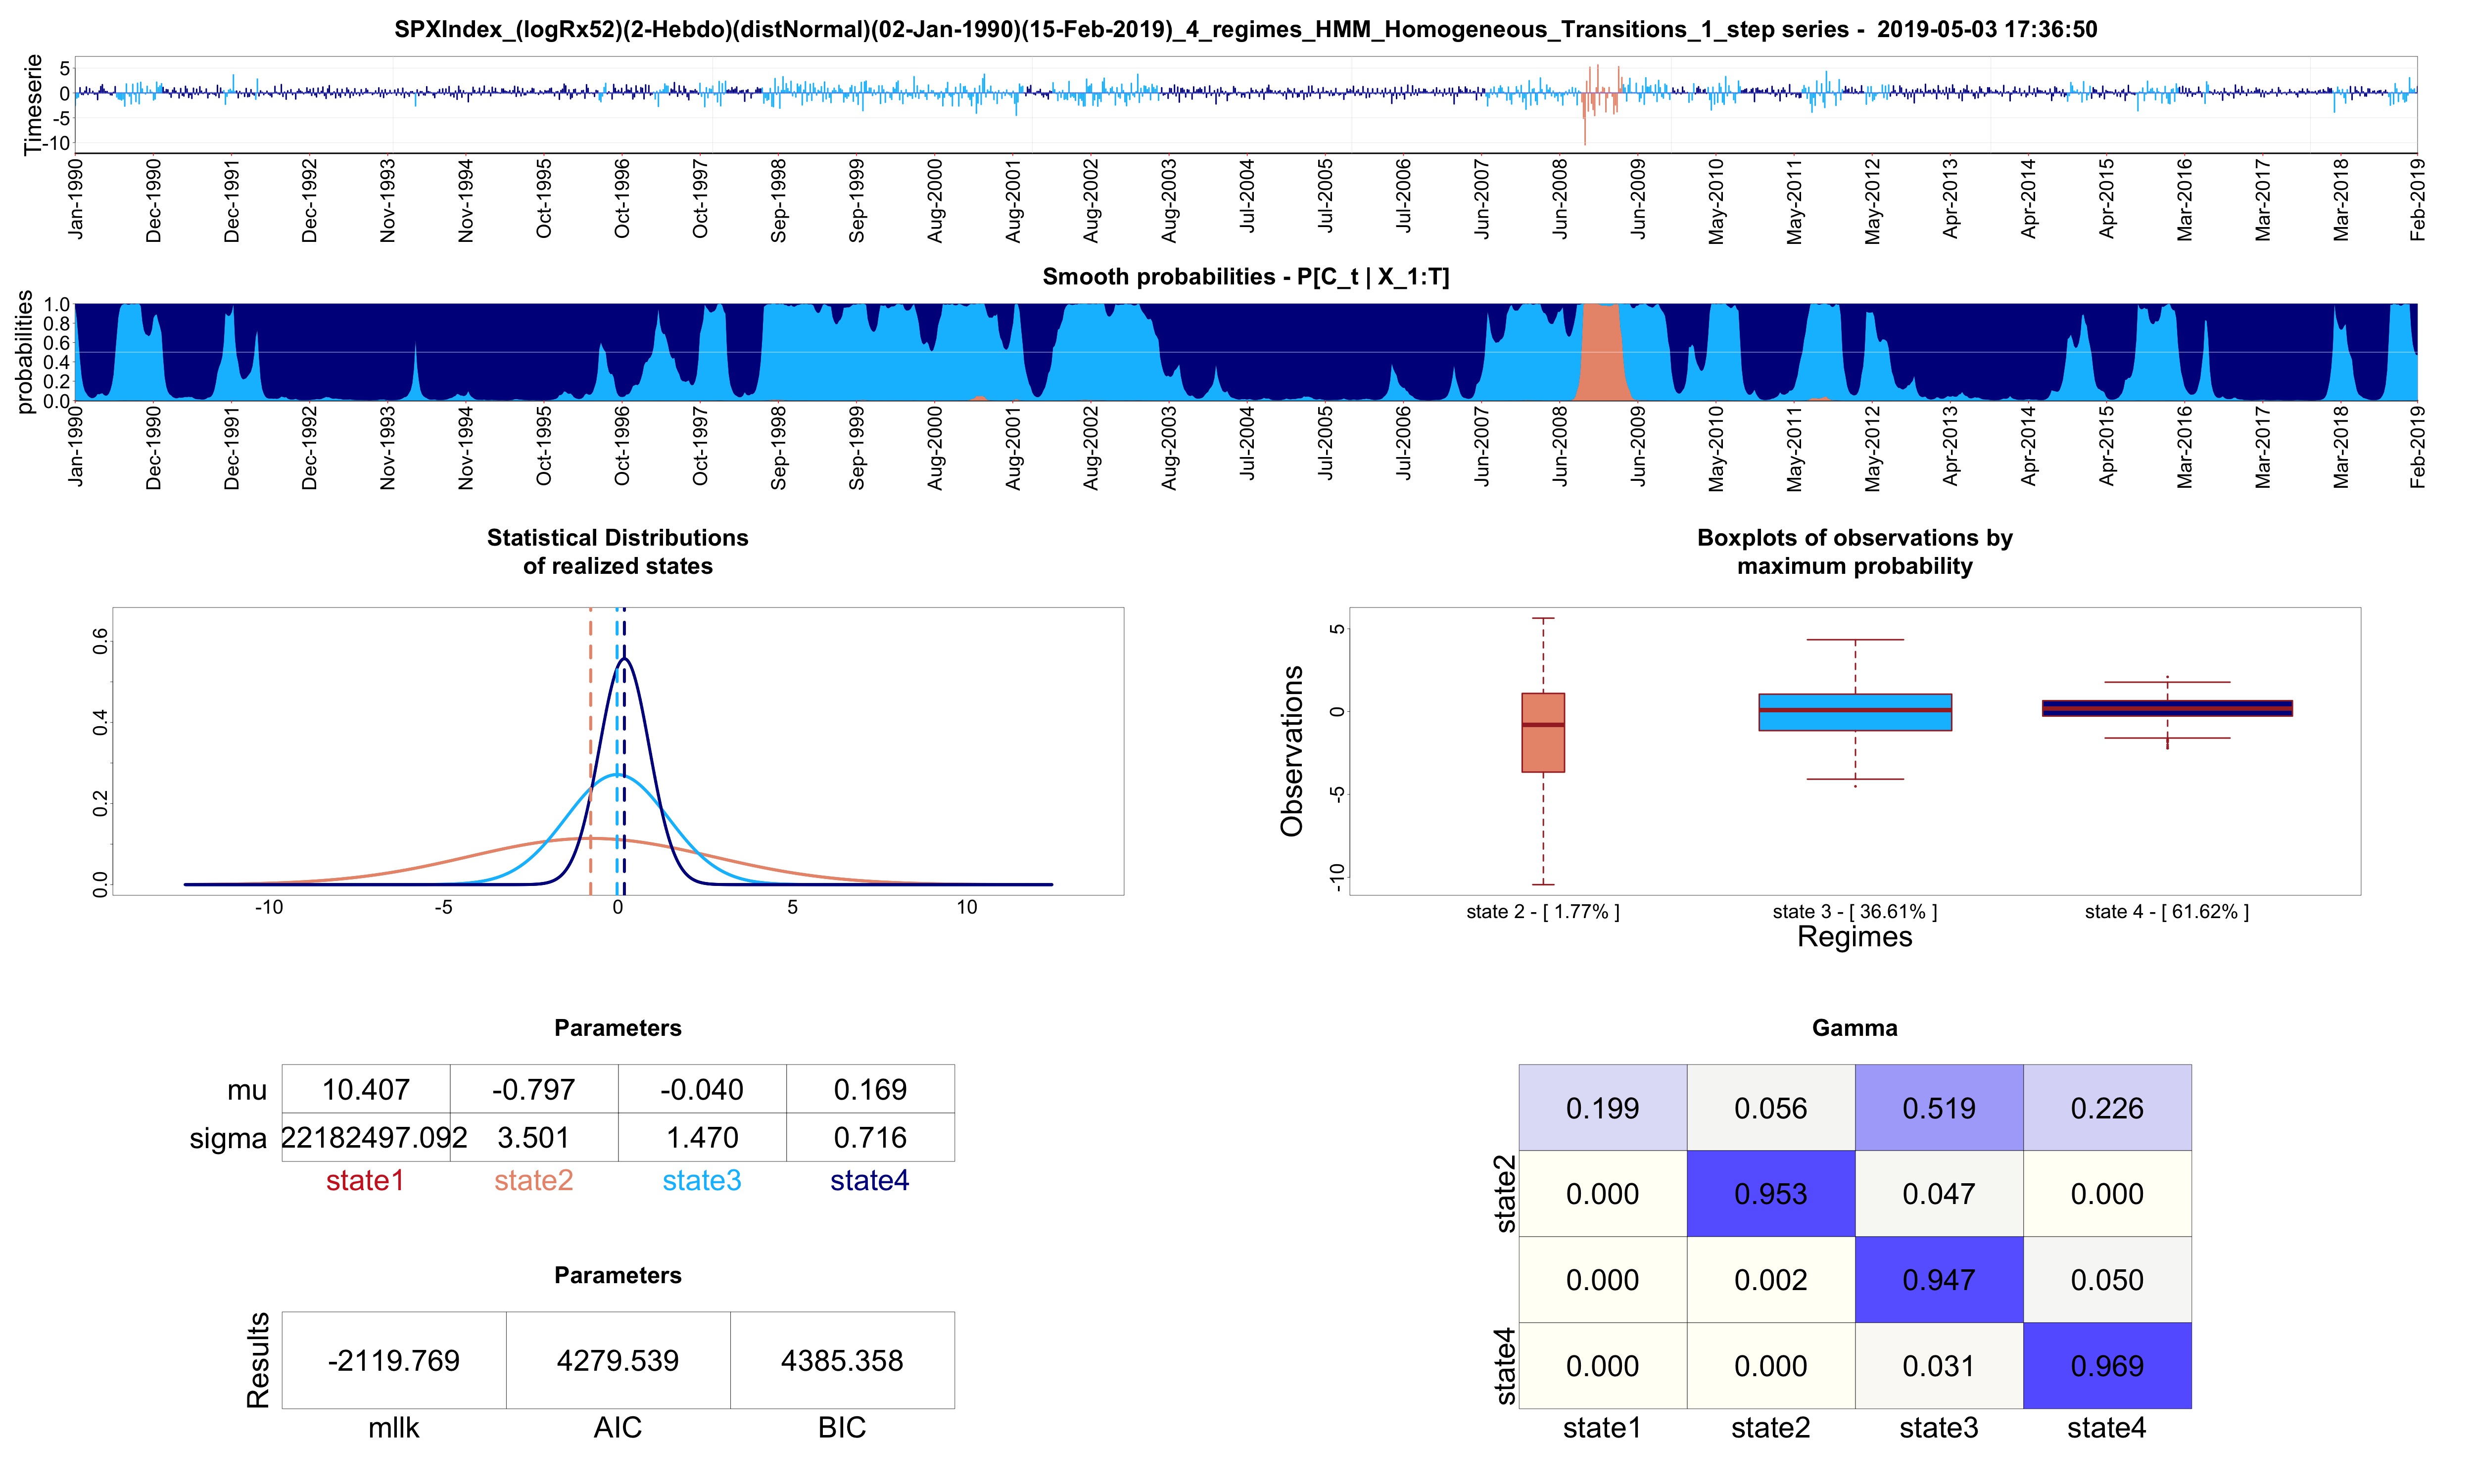 SPXIndex_(logRx52)(2-Hebdo)(distNormal)(02-Jan-1990)(15-Feb-2019)_4_regimes_HMM_Homogeneous_Transitions_1_step series - 2019-05-03 17:36:50
Timeserie
5
0
-5
-10
Jan-1990 Dec-1990 Dec-1991 Dec-1992 Nov-1993 Nov-1994 Oct-1995 Oct-1996 Oct-1997 Sep-1998 Sep-1999 Aug-2000 Aug-2001 Aug-2002 Aug-2003 Jul-2004 Jul-2005 Jul-2006 Jun-2007 Jun-2008 Jun-2009 May-2010 May-2011 May-2012 Apr-2013 Apr-2014 Apr-2015 Mar-2016 Mar-2017 Mar-2018 Feb-2019
Smooth probabilities - P[C_t | X_1:T]
probabilities
1.0
0.8
0.6
0.4
0.2
0.0
Jan-1990 Dec-1990 Dec-1991 Dec-1992 Nov-1993 Nov-1994 Oct-1995 Oct-1996 Oct-1997 Sep-1998 Sep-1999 Aug-2000 Aug-2001 Aug-2002 Aug-2003 Jul-2004 Jul-2005 Jul-2006 Jun-2007 Jun-2008 Jun-2009 May-2010 May-2011 May-2012 Apr-2013 Apr-2014 Apr-2015 Mar-2016 Mar-2017 Mar-2018 Feb-2019
Statistical Distributions
of realized states
0.6
0.4
0.2
0.0
-10 -5 0 5 10
Boxplots of observations by
maximum probability
Observations
5
0
-5
-10
state 2 - [ 1.77% ] state 3 - [ 36.61% ] state 4 - [ 61.62% ]
Regimes
Parameters
mu 10.407 -0.797 -0.040 0.169
sigma 22182497.092 3.501 1.470 0.716
state1 state2 state3 state4
Parameters
Results
-2119.769 4279.539 4385.358
mllk AIC BIC
Gamma
0.199 0.056 0.519 0.226
state2 0.000 0.953 0.047 0.000
0.000 0.002 0.947 0.050
state4 0.000 0.000 0.031 0.969
state1 state2 state3 state4